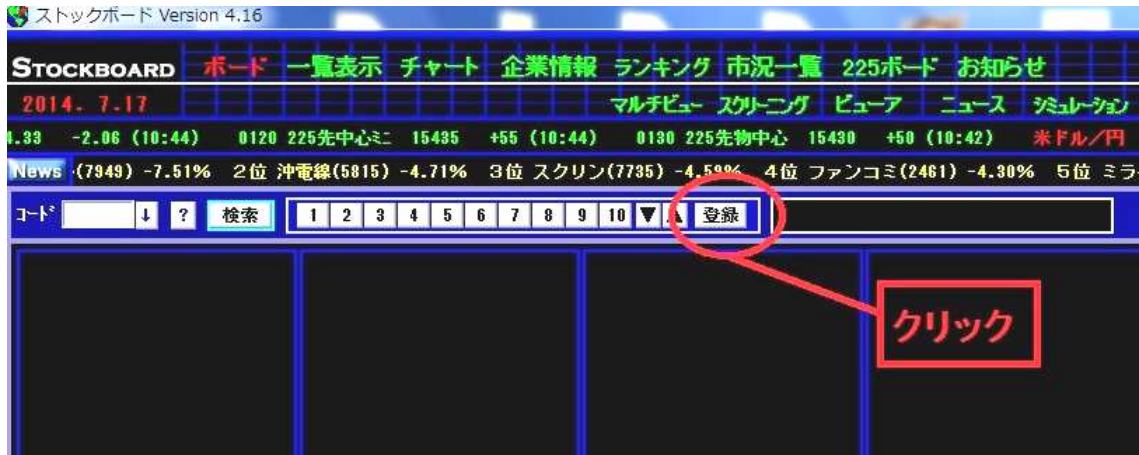 ストックボード Version 4.16
STOCKBOARD ボード 一覧表示 チャート 企業情報 ランキング 市況一覧 225ボード お知らせ
2014. 7.17 マルチビュー スクリーニング ビューア ニュース シミュレーション
4.33 -2.06 (10:44) 0120 225先中心ミニ 15435 +55 (10:44) 0130 225先物中心 15430 +50 (10:42) 米ドル/円
News (7949) -7.51% 2位 沖電線(5815) -4.71% 3位 スクリン(7735) -4.59% 4位 ファンコミ(2461) -4.30% 5位 ミラ
コード ↓ ? 検索 1 2 3 4 5 6 7 8 9 10 ▼ ▲ 登録
クリック